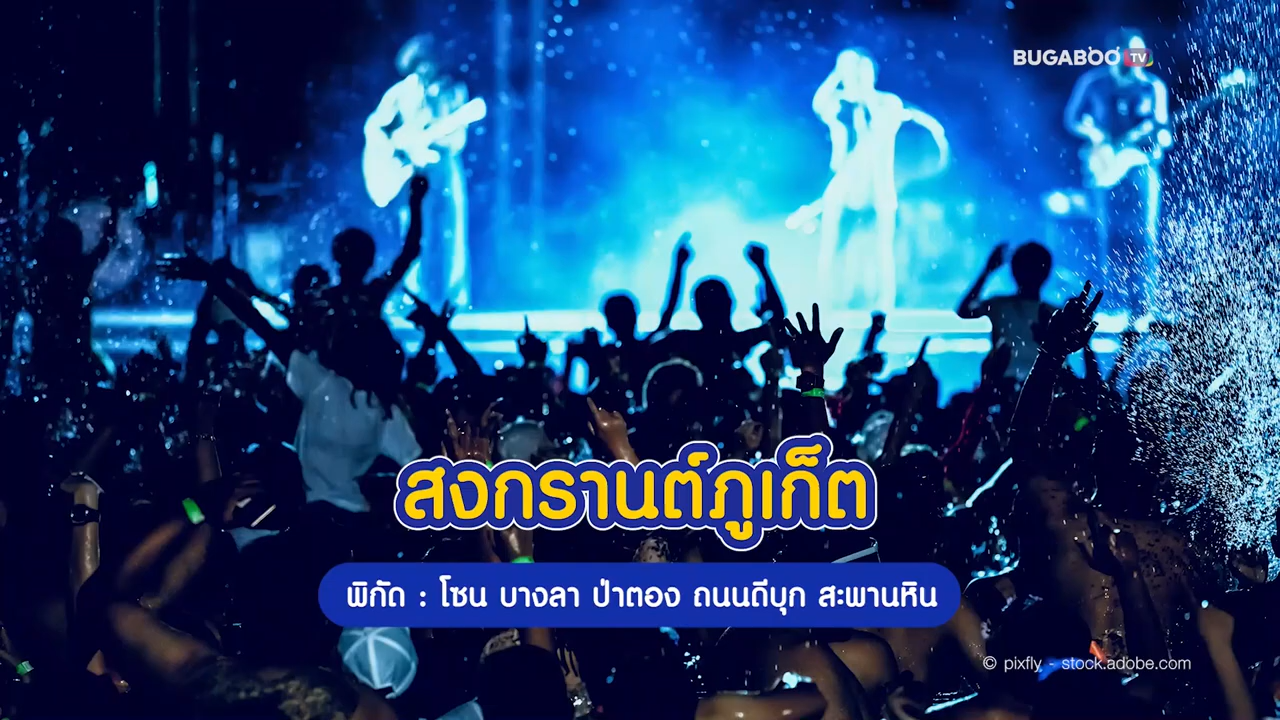 BUGABOO TV
สงกรานต์ภูเก็ต
พิกัด : โซน บางลา ป่าตอง ถนนดีบุก สะพานหิน
© pixfly - stock.adobe.com